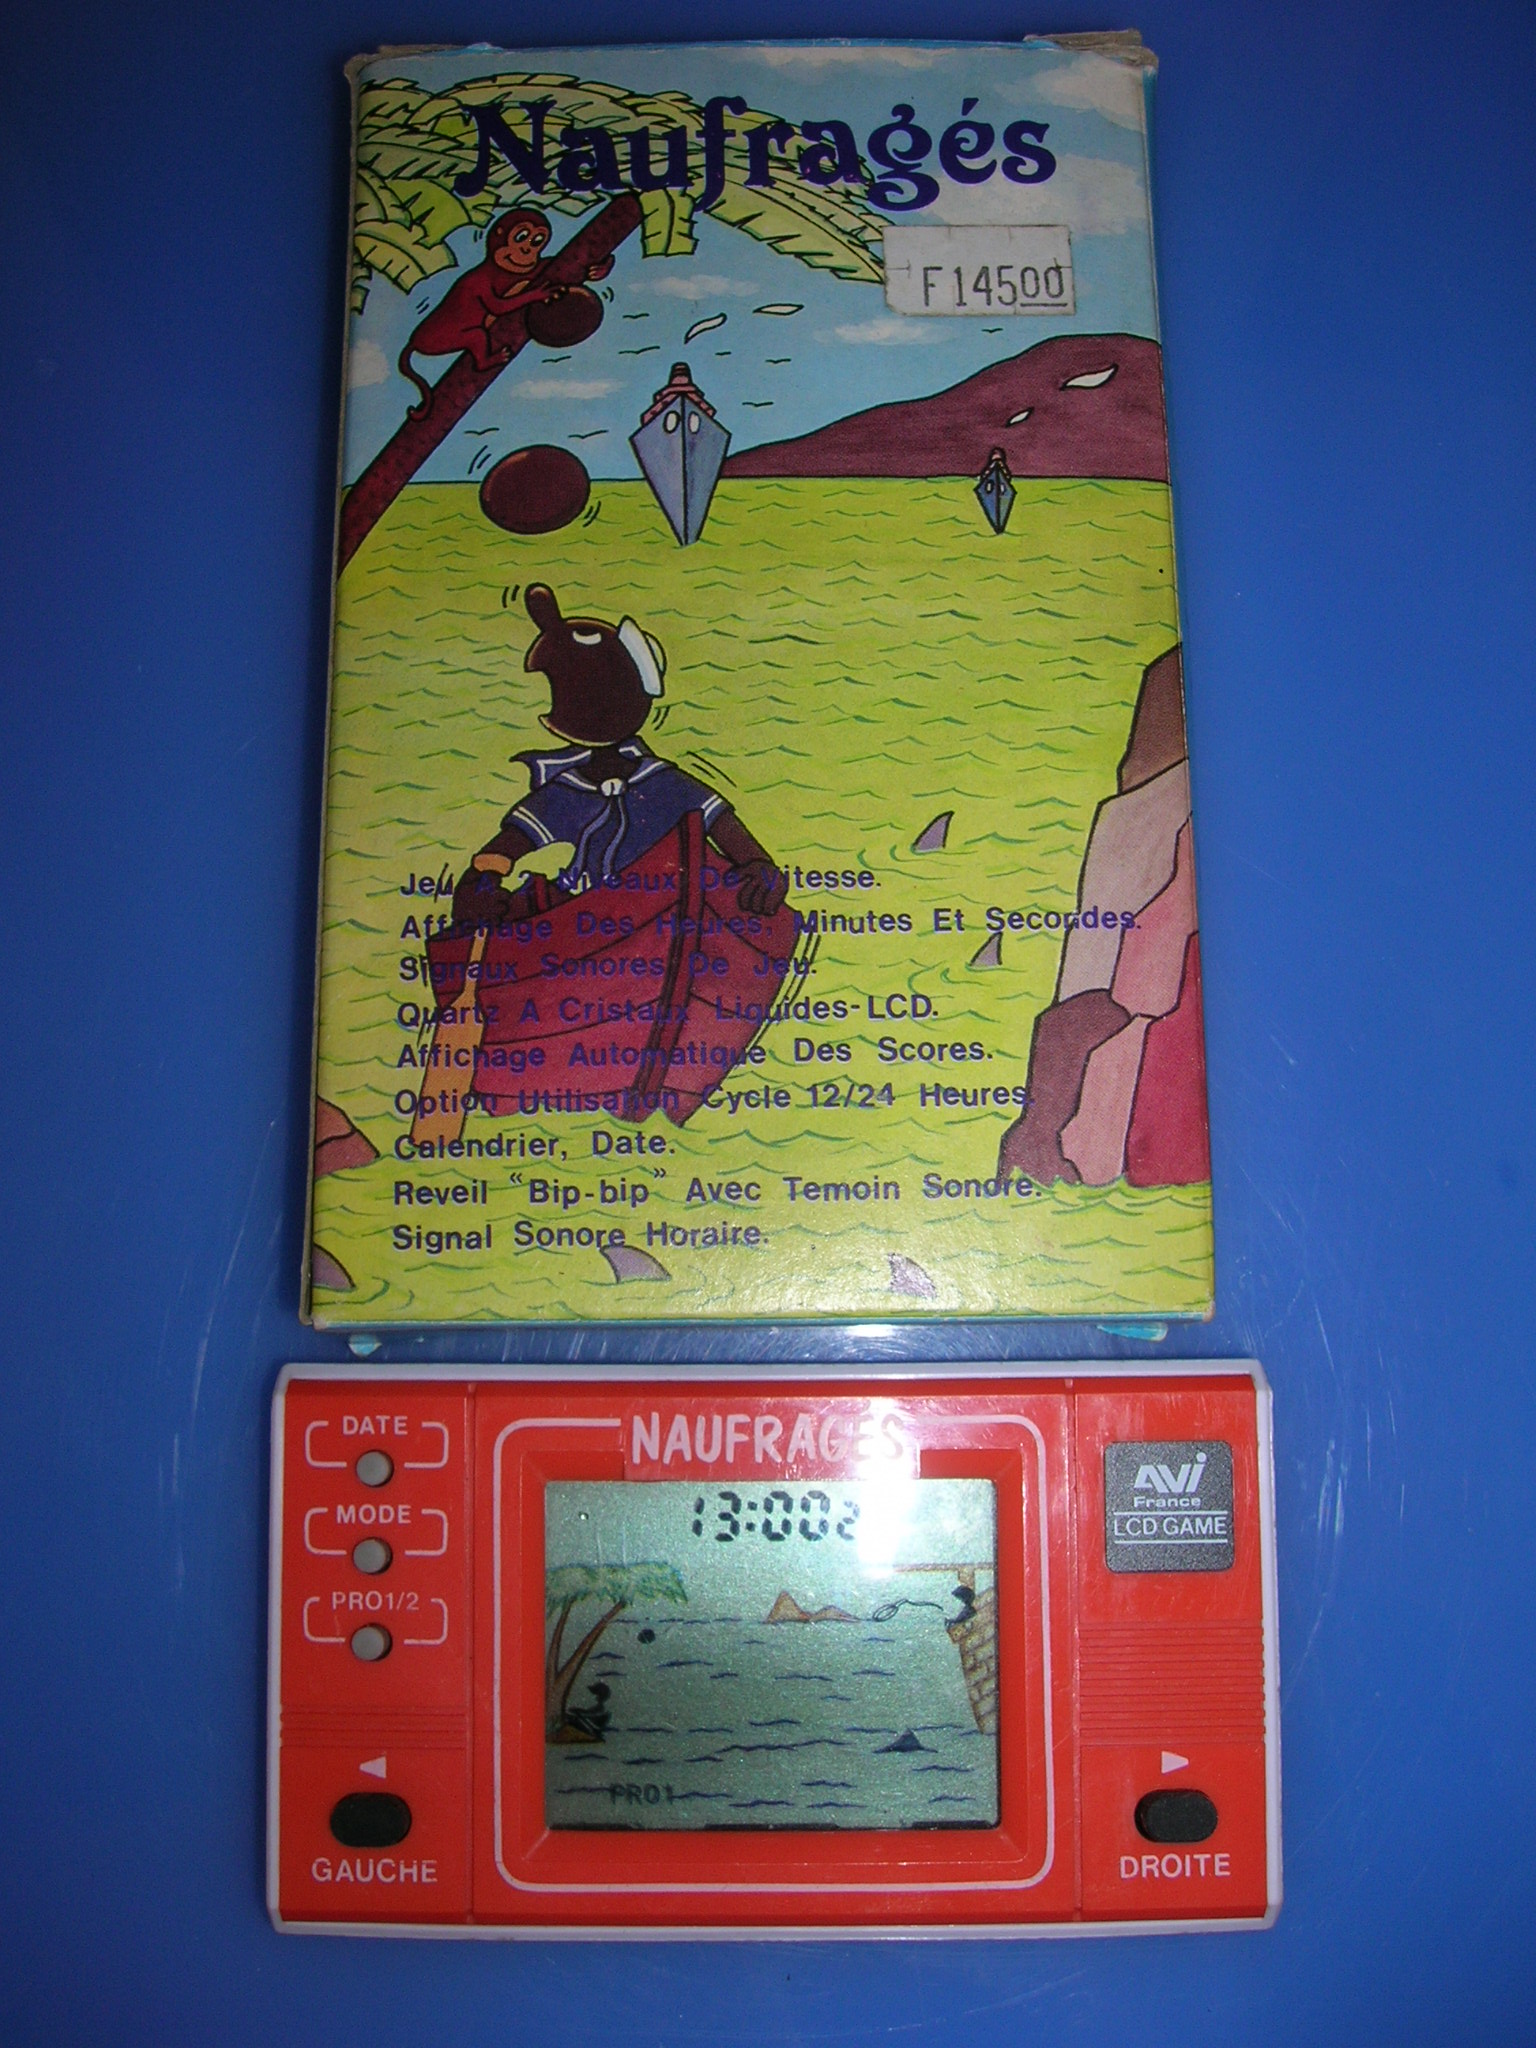 Naufragés
F14500
Jeu A 2 Niveaux De Vitesse.
Affichage Des Heures, Minutes Et Secondes.
Signaux Sonores De Jeu.
Quartz A Cristaux Liquides-LCD.
Affichage Automatique Des Scores.
Option Utilisation Cycle 12/24 Heures.
Calendrier, Date.
Reveil “Bip-bip” Avec Temoin Sonore.
Signal Sonore Horaire.
DATE
MODE
PRO1/2
GAUCHE
NAUFRAGÉS
13:00
PRO1
AVi
France
LCD GAME
DROITE